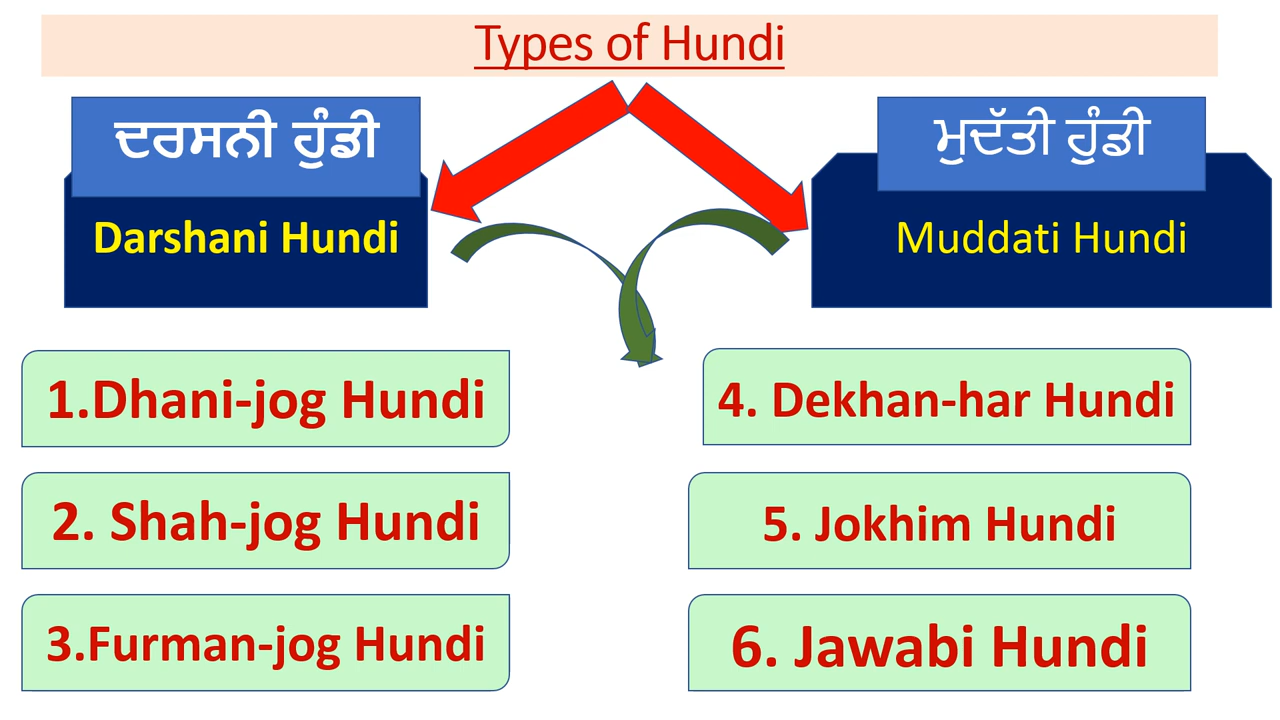 Types of Hundi
ਦਰਸਨੀ ਹੁੰਡੀ
Darshani Hundi
ਮੁਦੱਤੀ ਹੁੰਡੀ
Muddati Hundi
1.Dhani-jog Hundi
2. Shah-jog Hundi
3.Furman-jog Hundi
4. Dekhan-har Hundi
5. Jokhim Hundi
6. Jawabi Hundi